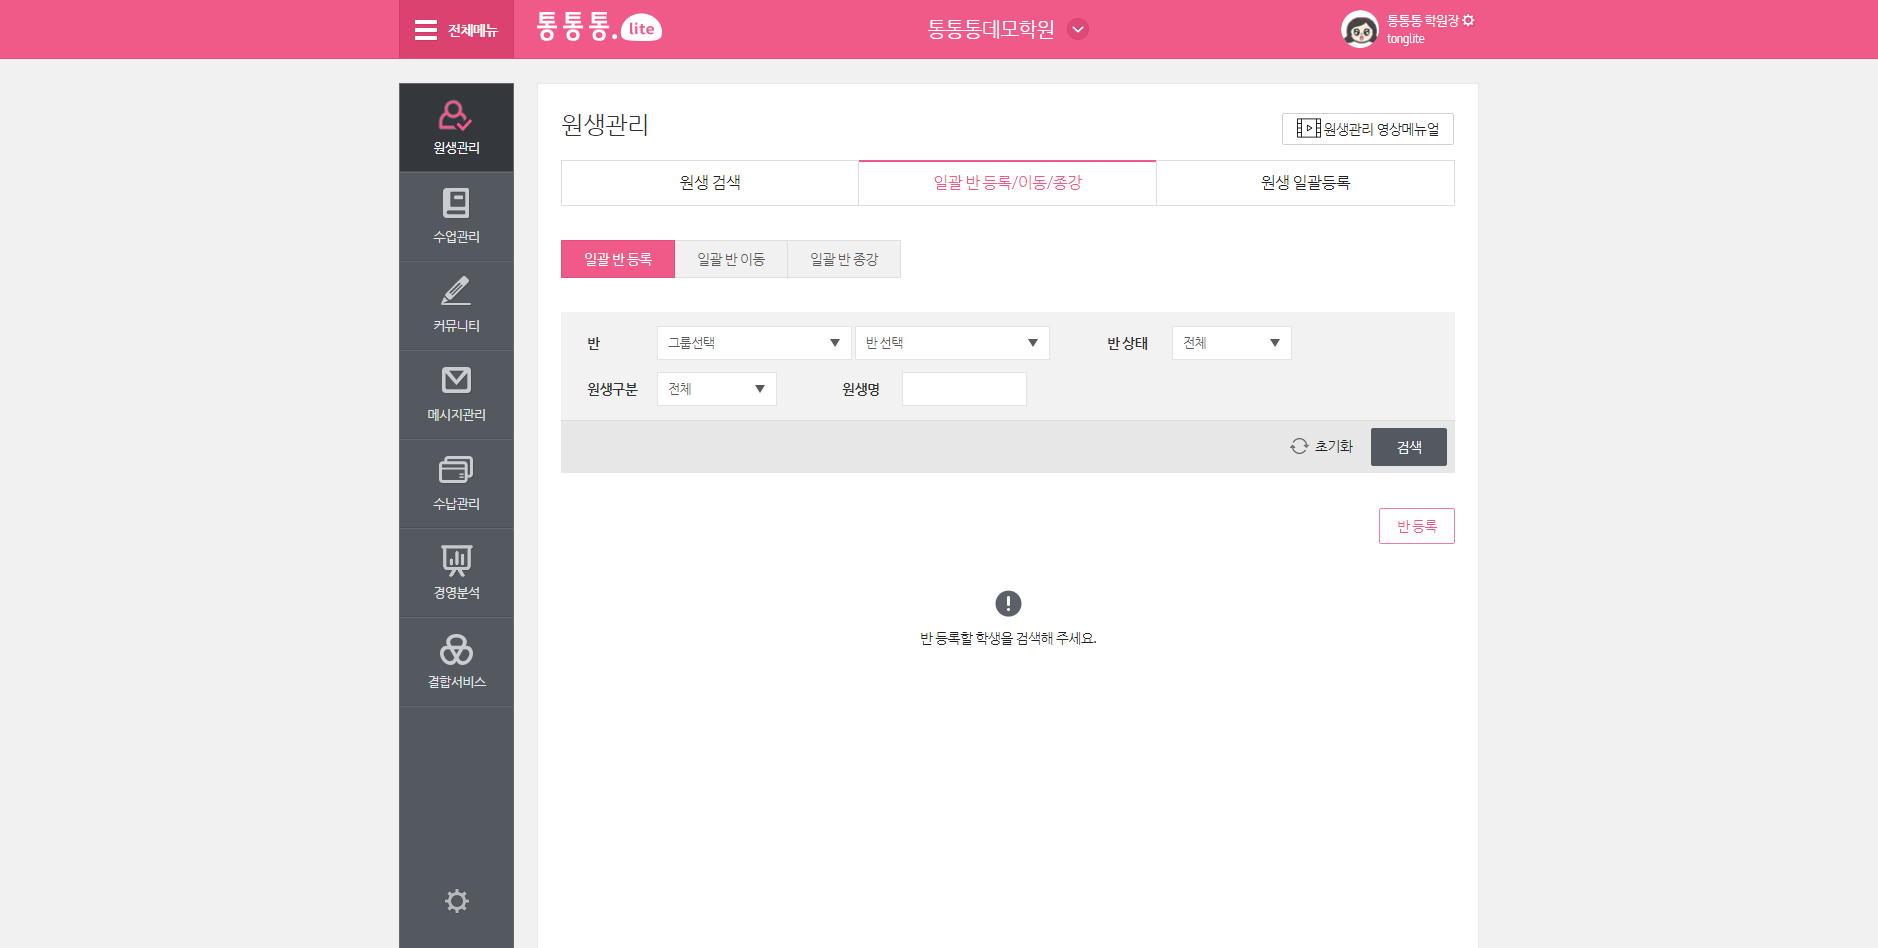 전체메뉴
통통통.lite
통통통데모학원
통통통 학원장
tonglite
원생관리
수업관리
커뮤니티
메시지관리
수납관리
경영분석
결합서비스
원생관리
원생관리 영상메뉴얼
원생 검색
일괄 반 등록/이동/종강
원생 일괄등록
일괄 반 등록
일괄 반 이동
일괄 반 종강
반
그룹선택
반 선택
반 상태
전체
원생구분
전체
원생명
초기화
검색
반 등록
반 등록할 학생을 검색해 주세요.